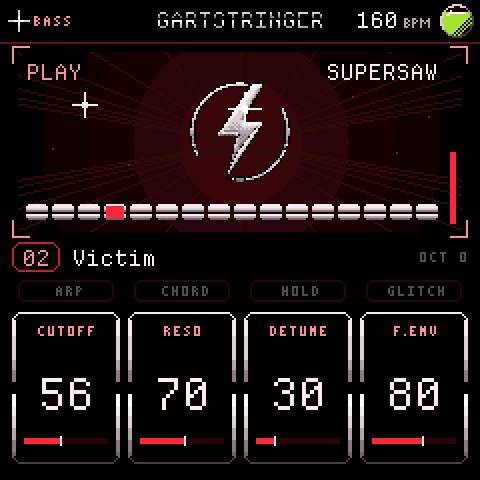 BASS GARTSTRINGER 160 BPM
PLAY SUPERSAW
02 Victim OCT 0
ARP CHORD HOLD GLITCH
CUTOFF RESO DETUNE F.ENV
56 70 30 80